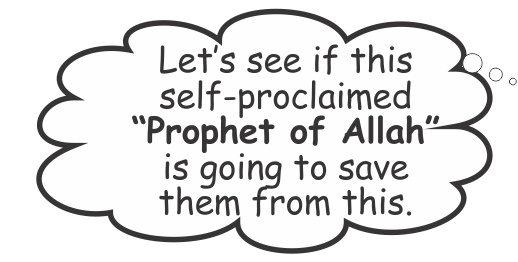 Let's see if this
self-proclaimed
“Prophet of Allah”
is going to save
them from this.